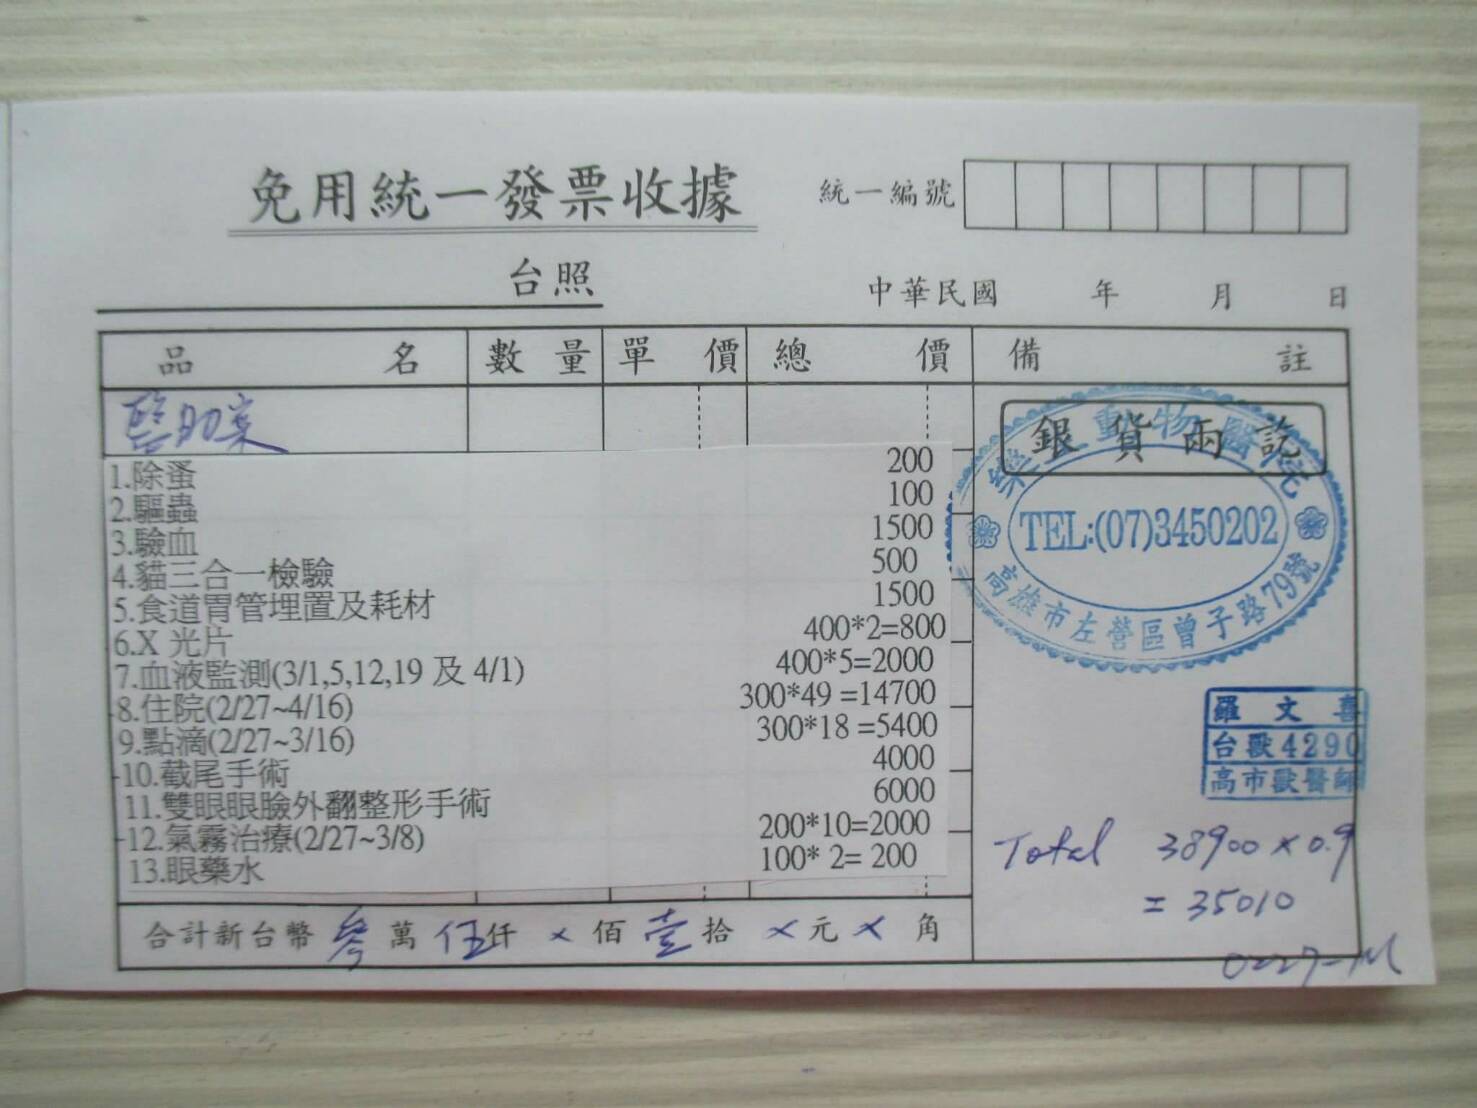 免用統一發票收據
統一編號
台照
中華民國 年 月 日
品名 數量 單價 總價 備註
監助案
銀貨兩訖
動物醫院
TEL:(07)3450202
高雄市左營區曾子路79號
1.除蚤 200
2.驅蟲 100
3.驗血 1500
4.貓三合一檢驗 500
5.食道胃管埋置及耗材 1500
6.X 光片 400*2=800
7.血液監測(3/1,5,12,19 及 4/1) 400*5=2000
8.住院(2/27~4/16) 300*49 =14700
9.點滴(2/27~3/16) 300*18 =5400
10.截尾手術 4000
11.雙眼眼臉外翻整形手術 6000
12.氣霧治療(2/27~3/8) 200*10=2000
13.眼藥水 100* 2= 200
羅文喜
台獸4290
高市獸醫師
Total 38900 x 0.9
= 35010
合計新台幣 參萬伍仟 x 佰壹拾 x 元 x 角
0227-M